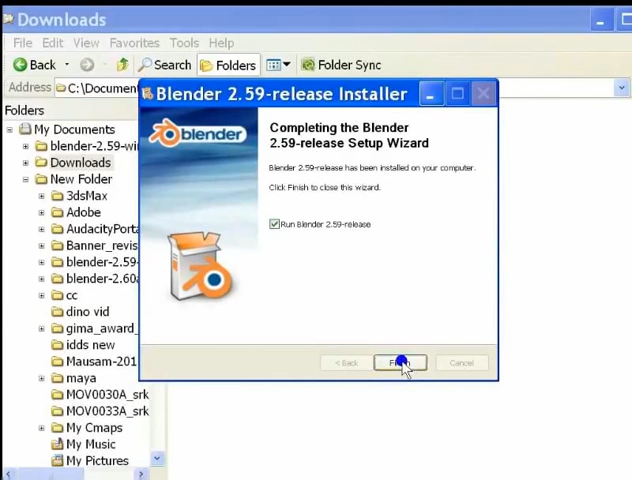 Downloads
File Edit View Favorites Tools Help
Back Search Folders Folder Sync
Address C:\Document
Folders
My Documents
blender-2.59-wi
Downloads
New Folder
3dsMax
Adobe
AudacityPorta
Banner_revis
blender-2.59-
blender-2.60a
cc
dino vid
gima_award_
idds new
Mausam-201
maya
MOV0030A_srk
MOV0033A_srk
My Cmaps
My Music
My Pictures
Blender 2.59-release Installer
blender
Completing the Blender
2.59-release Setup Wizard
Blender 2.59-release has been installed on your computer.
Click Finish to close this wizard.
Run Blender 2.59-release
< Back Finish Cancel